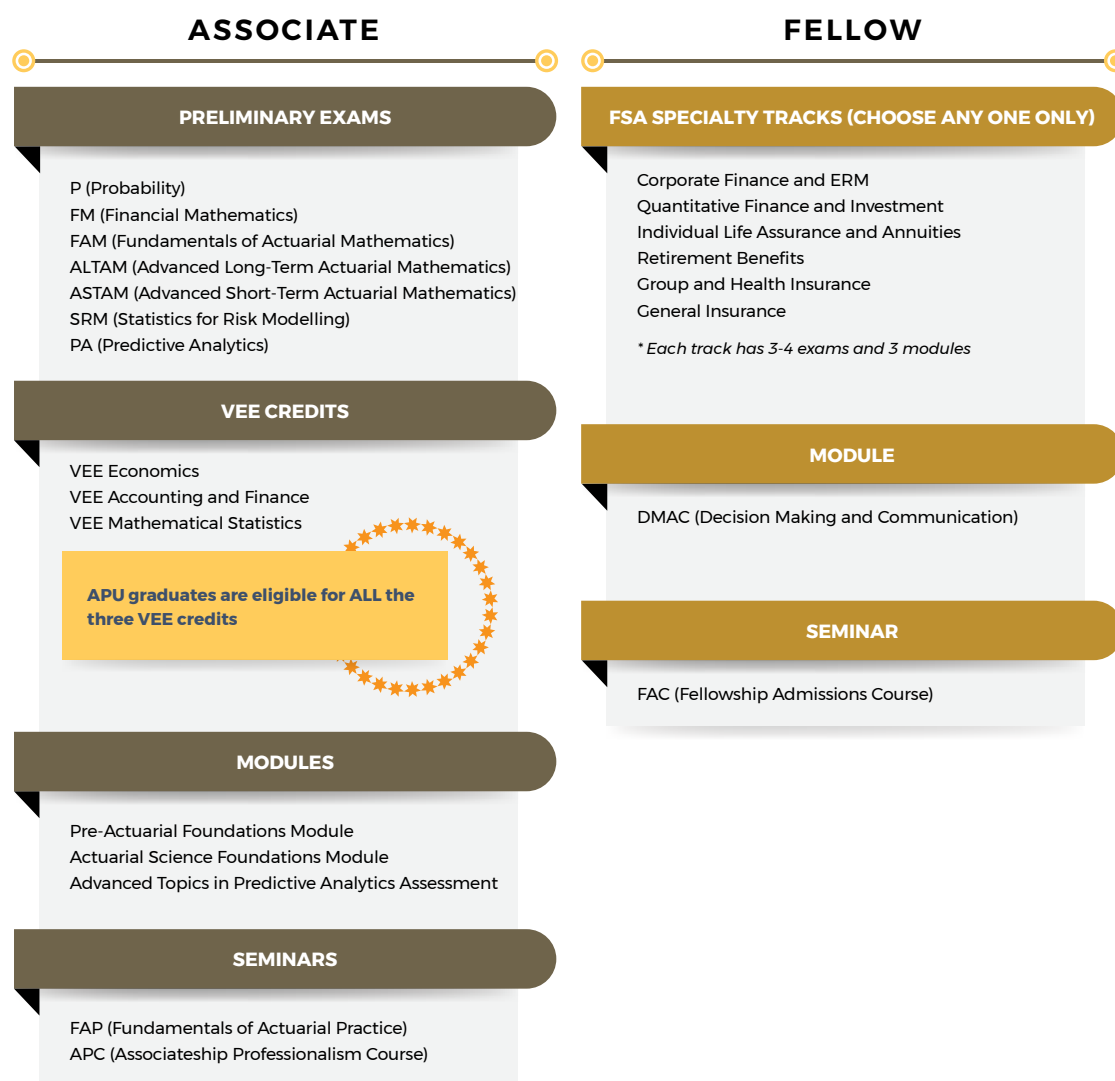 ASSOCIATE
PRELIMINARY EXAMS
P (Probability)
FM (Financial Mathematics)
FAM (Fundamentals of Actuarial Mathematics)
ALTAM (Advanced Long-Term Actuarial Mathematics)
ASTAM (Advanced Short-Term Actuarial Mathematics)
SRM (Statistics for Risk Modelling)
PA (Predictive Analytics)
VEE CREDITS
VEE Economics
VEE Accounting and Finance
VEE Mathematical Statistics
APU graduates are eligible for ALL the
three VEE credits
MODULES
Pre-Actuarial Foundations Module
Actuarial Science Foundations Module
Advanced Topics in Predictive Analytics Assessment
SEMINARS
FAP (Fundamentals of Actuarial Practice)
APC (Associateship Professionalism Course)
FELLOW
FSA SPECIALTY TRACKS (CHOOSE ANY ONE ONLY)
Corporate Finance and ERM
Quantitative Finance and Investment
Individual Life Assurance and Annuities
Retirement Benefits
Group and Health Insurance
General Insurance
* Each track has 3-4 exams and 3 modules
MODULE
DMAC (Decision Making and Communication)
SEMINAR
FAC (Fellowship Admissions Course)